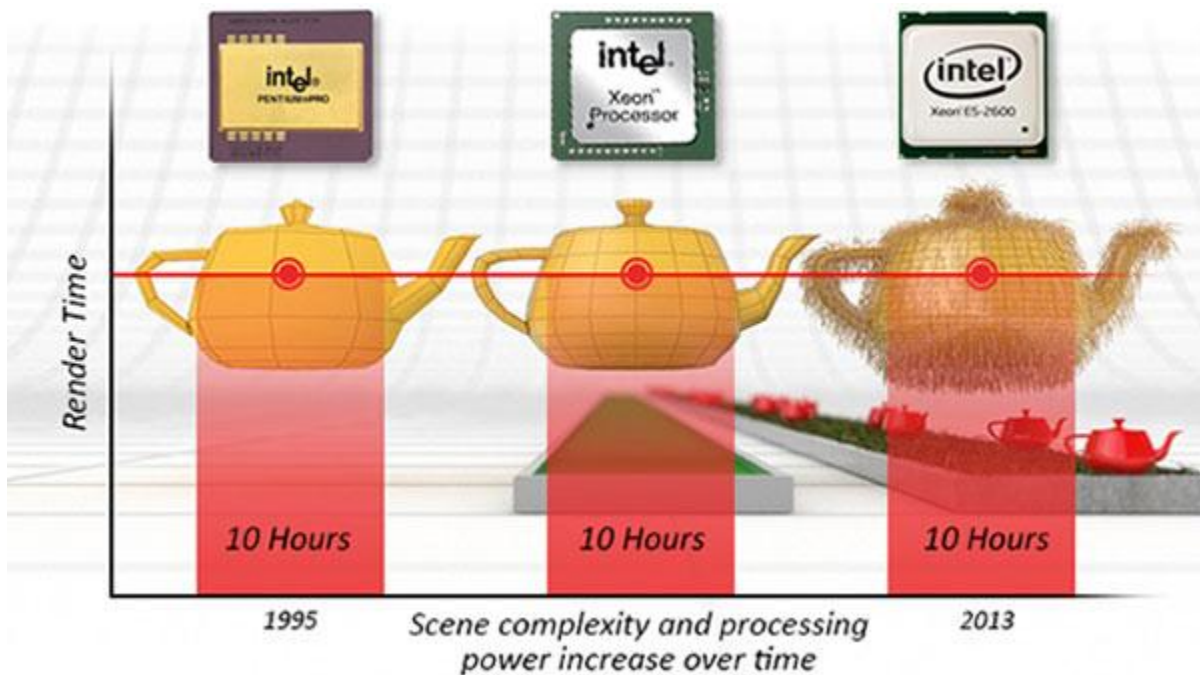 intel®
PENTIUM®PRO
intel®
Xeon™
Processor
intel®
Xeon® E5-2600
Render Time
10 Hours
10 Hours
10 Hours
1995
Scene complexity and processing
power increase over time
2013